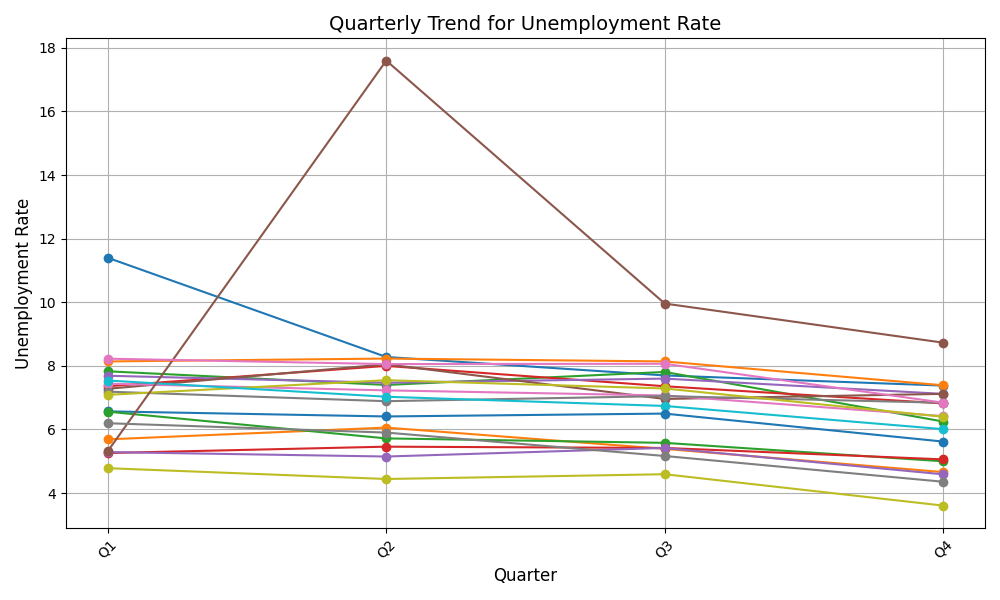 Quarterly Trend for Unemployment Rate
18
16
14
12
10
8
6
4
Unemployment Rate
Q1 Q2 Q3 Q4
Quarter